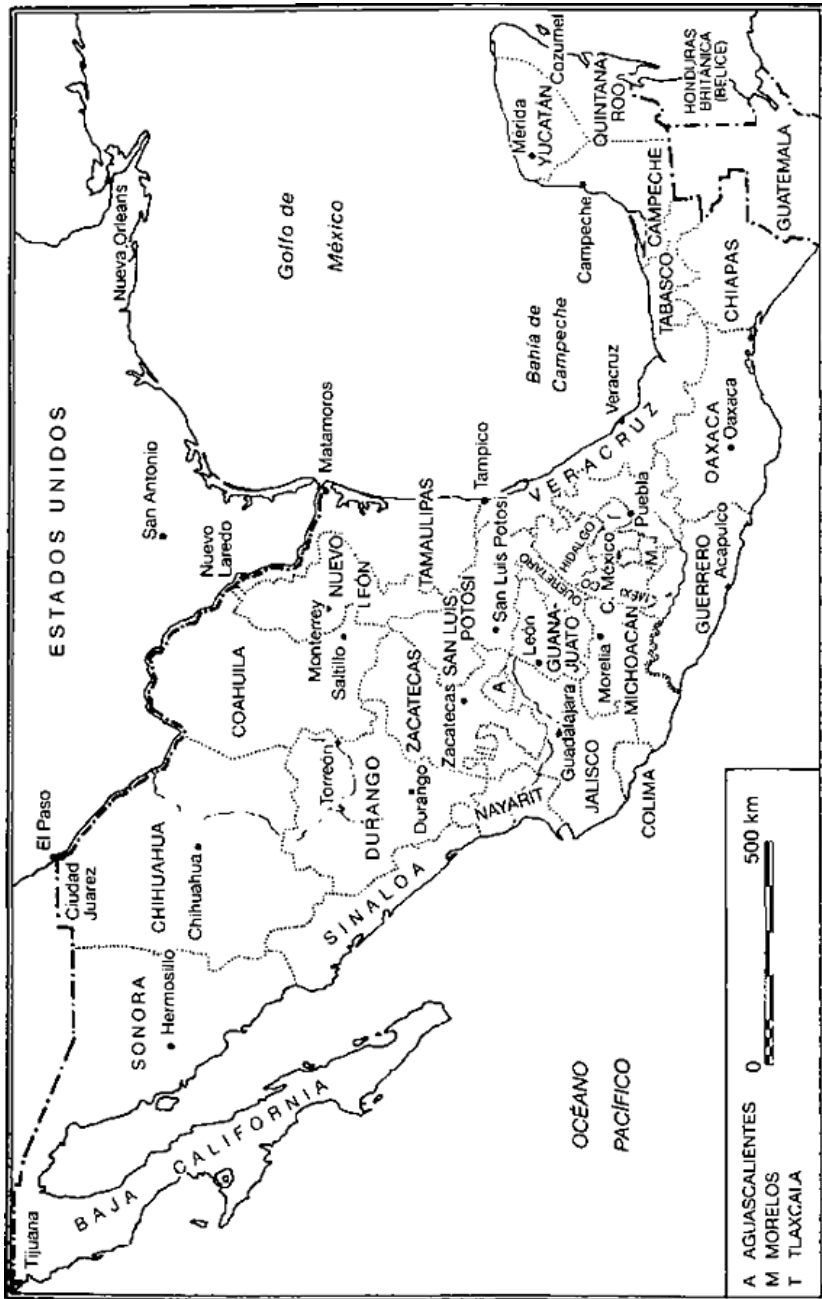 ESTADOS UNIDOS
Tijuana
El Paso
Ciudad
Juarez
Nueva Orleans
San Antonio
Nuevo
Laredo
SONORA
Hermosillo
CHIHUAHUA
Chihuahua
COAHUILA
BAJA CALIFORNIA
Golfo de
México
Monterrey
Saltillo
NUEVO
LEÓN
Matamoros
Torreón
DURANGO
Durango
SINALOA
TAMAULIPAS
ZACATECAS
Zacatecas
SAN LUIS
POTOSI
San Luis Potosi
Tampico
NAYARIT
A
León
GUANA-
JUATO
QUERÉTARO
HIDALGO
VERACRUZ
Veracruz
Bahía de
Campeche
Mérida
YUCATÁN
Cozumel
QUINTANA
ROO
Campeche
CAMPECHE
Guadalajara
JALISCO
COLIMA
Morelia
MICHOACÁN
MÉXICO
C. México
M
T
Puebla
TABASCO
HONDURAS
BRITÁNICA
(BELICE)
GUERRERO
Acapulco
OAXACA
Oaxaca
CHIAPAS
GUATEMALA
OCÉANO
PACÍFICO
A AGUASCALIENTES
M MORELOS
T TLAXCALA
0 500 km